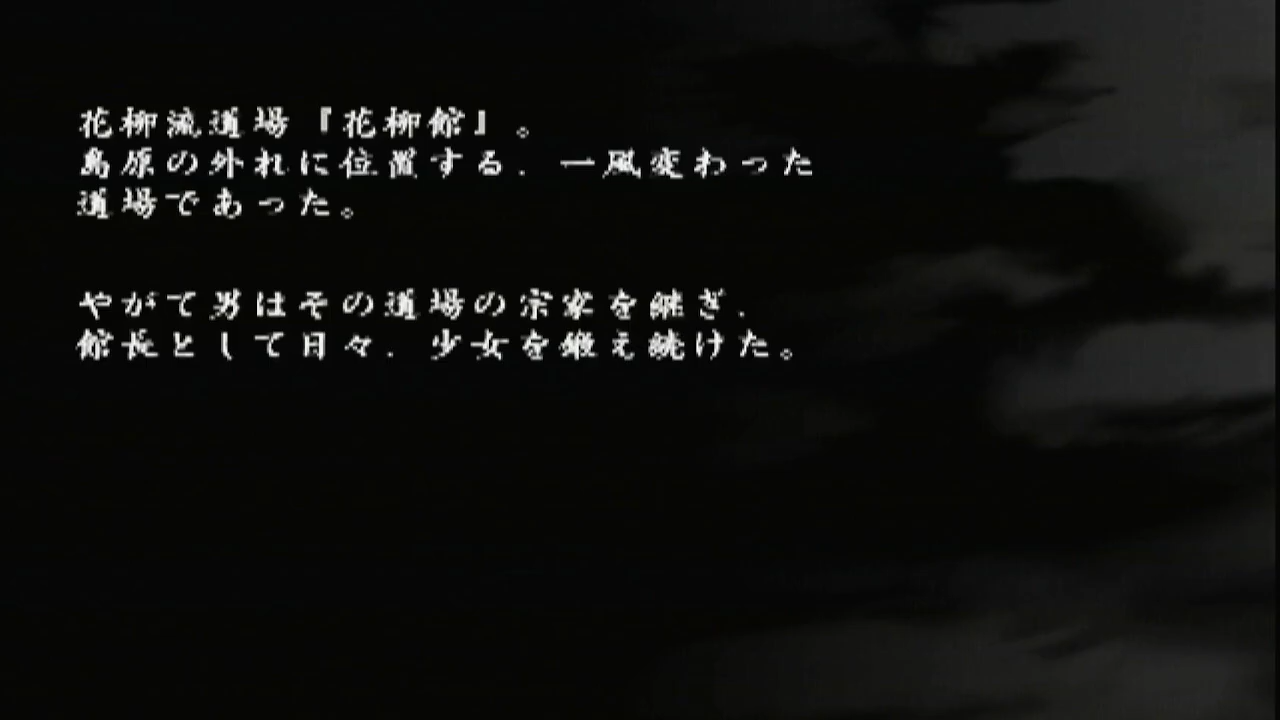 花柳流道場『花柳館』。
島原の外れに位置する、一風変わった
道場であった。
やがて男はその道場の宗家を継ぎ、
館長として日々、少女を鍛え続けた。